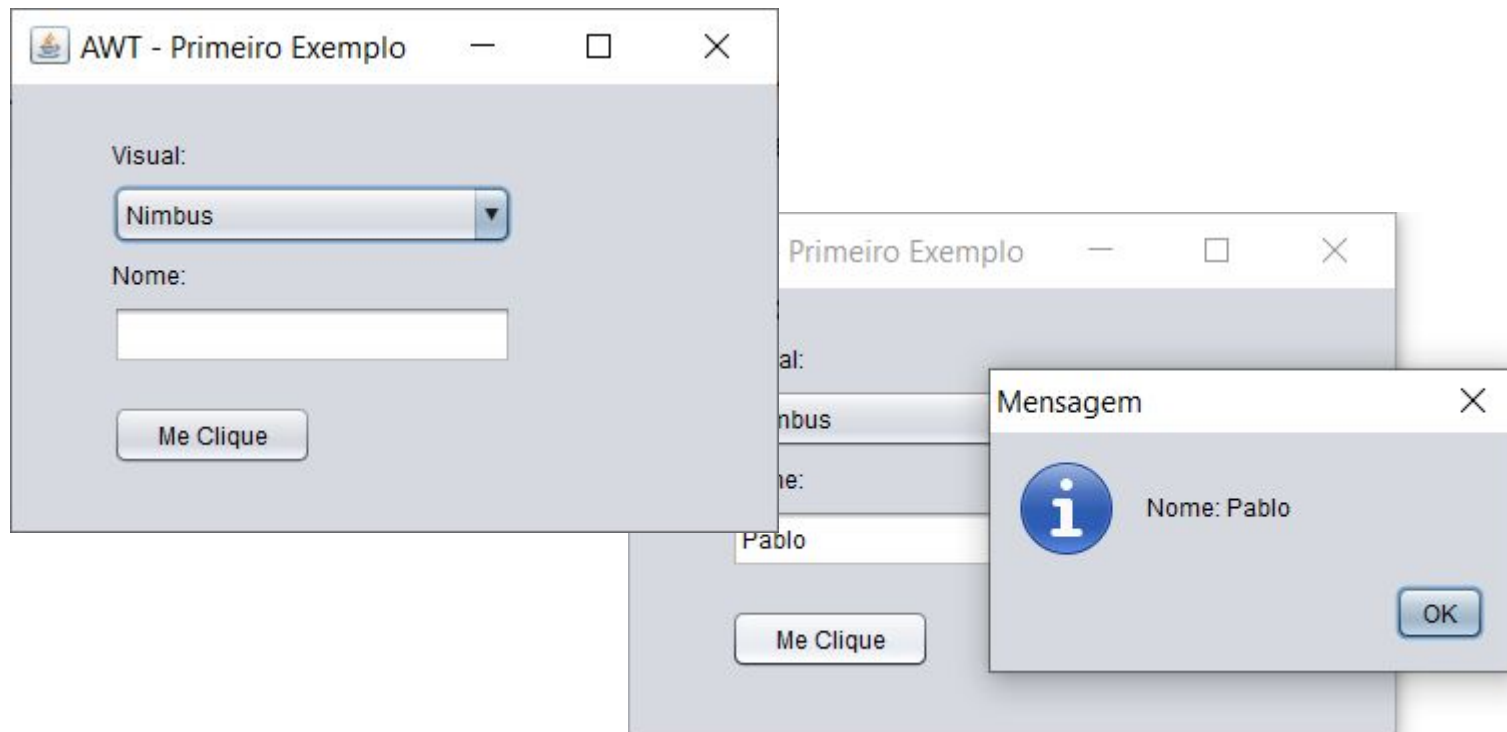 AWT - Primeiro Exemplo
Visual:
Nimbus
Nome:
Me Clique
Primeiro Exemplo
al:
nbus
ne:
Pablo
Me Clique
Mensagem
Nome: Pablo
OK